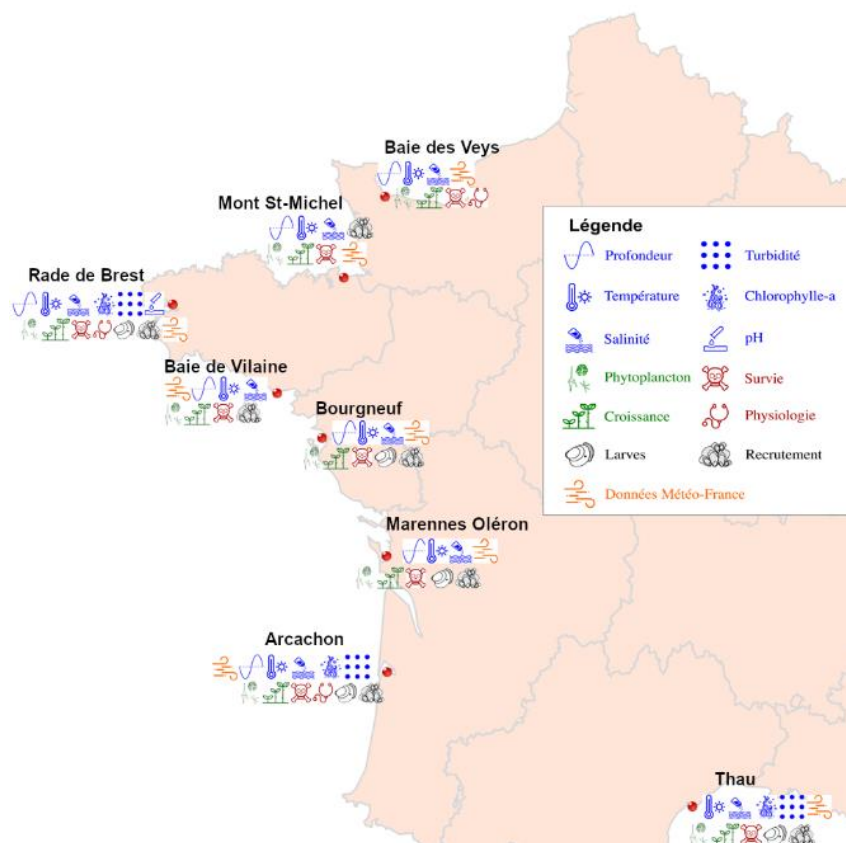 Baie des Veys
Mont St-Michel
Légende
Profondeur
Turbidité
Rade de Brest
Température
Chlorophylle-a
Salinité
pH
Baie de Vilaine
Phytoplancton
Survie
Bourgneuf
Croissance
Physiologie
Larves
Recrutement
Données Météo-France
Marennes Oléron
Arcachon
Thau